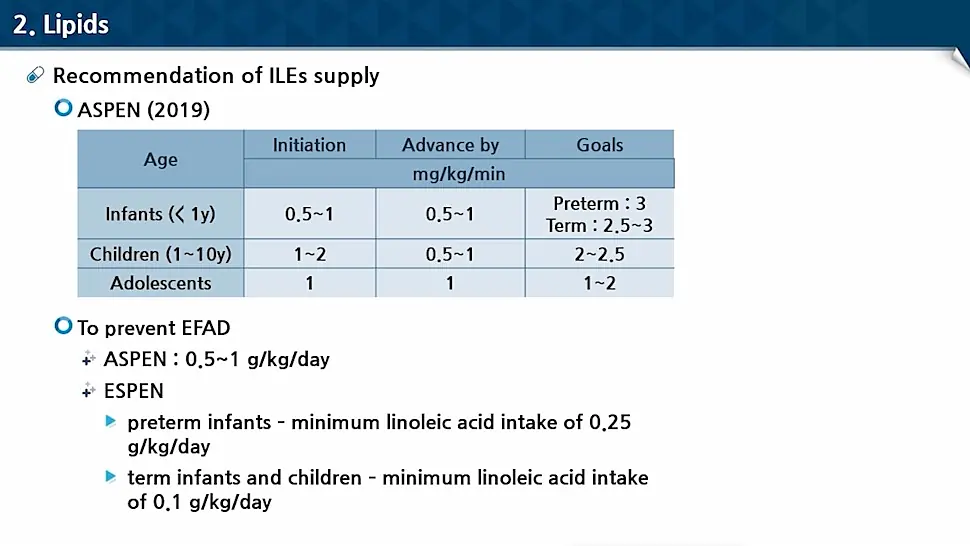 2. Lipids
Recommendation of ILEs supply
ASPEN (2019)
Age
Initiation
Advance by
Goals
mg/kg/min
Infants (< 1y)
0.5~1
0.5~1
Preterm : 3
Term : 2.5~3
Children (1~10y)
1~2
0.5~1
2~2.5
Adolescents
1
1
1~2
To prevent EFAD
ASPEN : 0.5~1 g/kg/day
ESPEN
preterm infants - minimum linoleic acid intake of 0.25
g/kg/day
term infants and children - minimum linoleic acid intake
of 0.1 g/kg/day